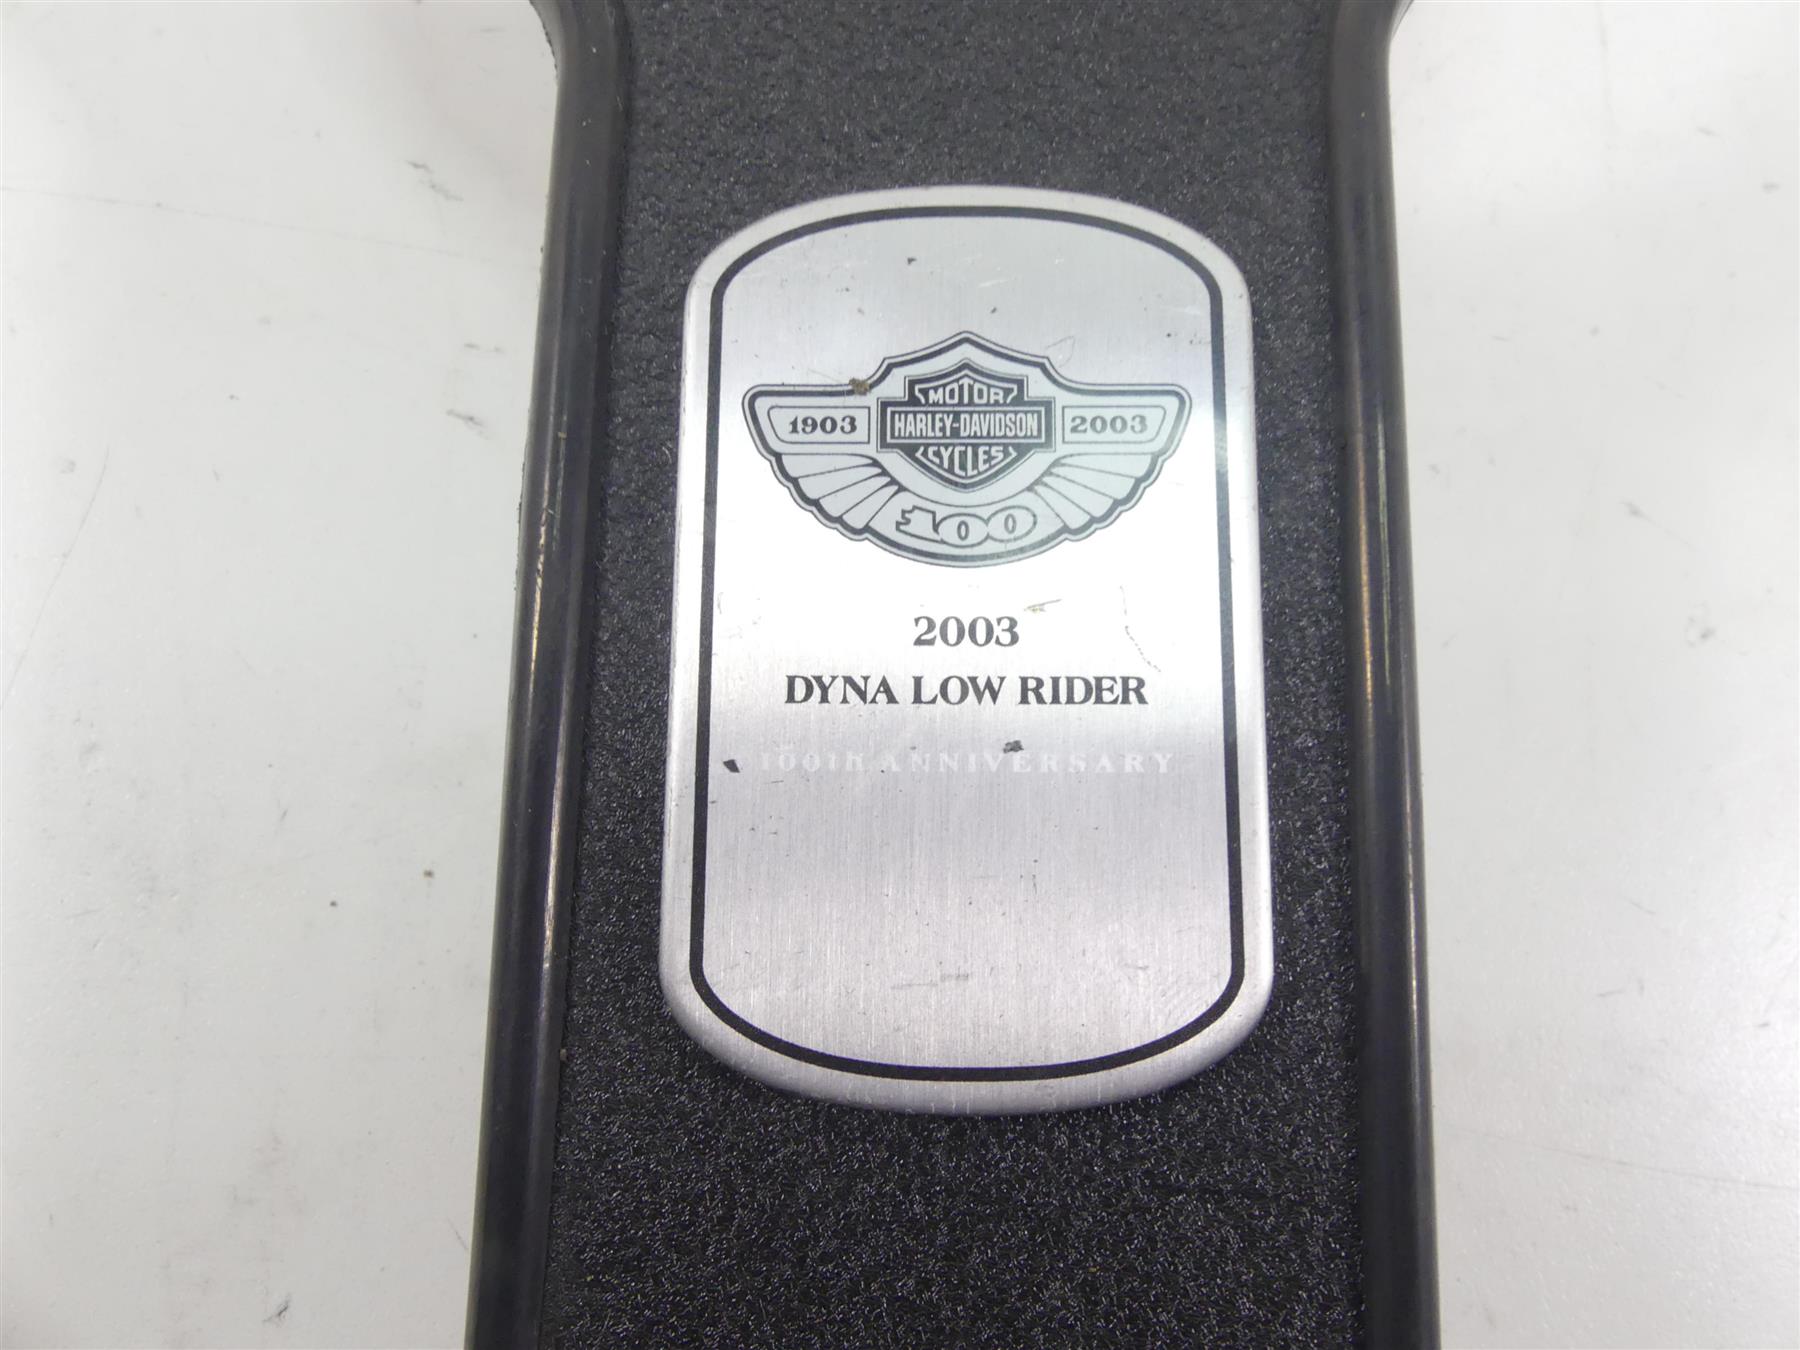 MOTOR
1903 HARLEY-DAVIDSON 2003
CYCLES
100
2003
DYNA LOW RIDER
100th ANNIVERSARY